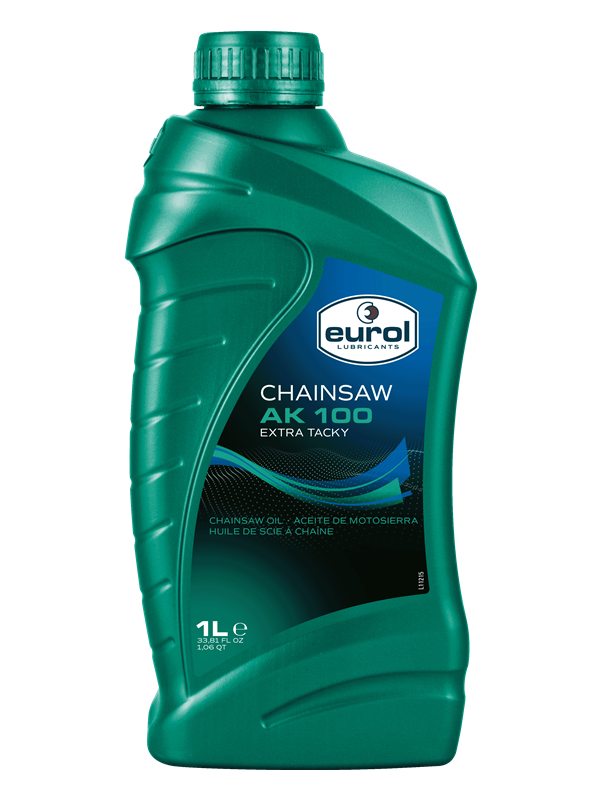 eurol
LUBRICANTS
CHAINSAW
AK 100
EXTRA TACKY
CHAINSAW OIL - ACEITE DE MOTOSIERRA
HUILE DE SCIE À CHAÎNE
L11215
1L e
33,81 FL OZ
1,06 QT